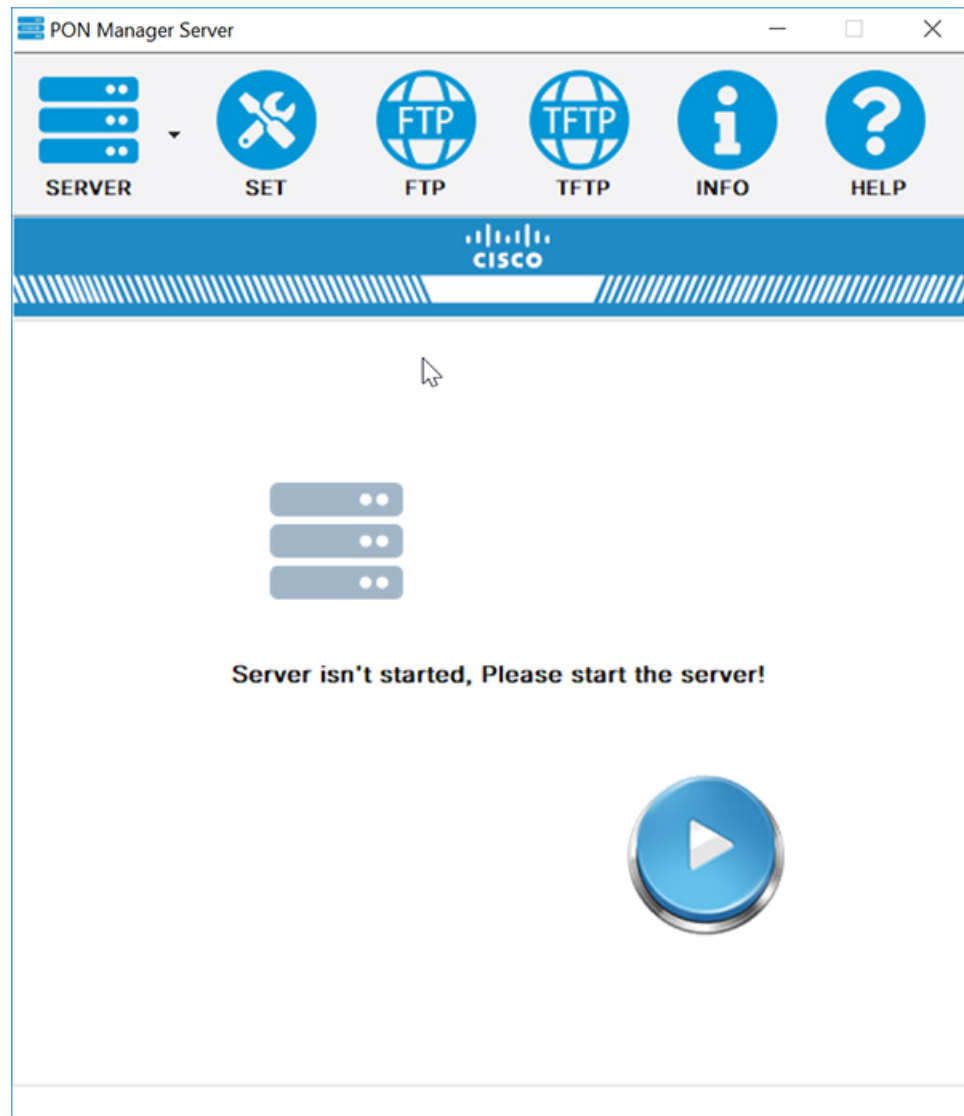 PON Manager Server
FTP
TFTP
SERVER
SET
FTP
TFTP
INFO
HELP
CISCO
Server isn't started, Please start the server!